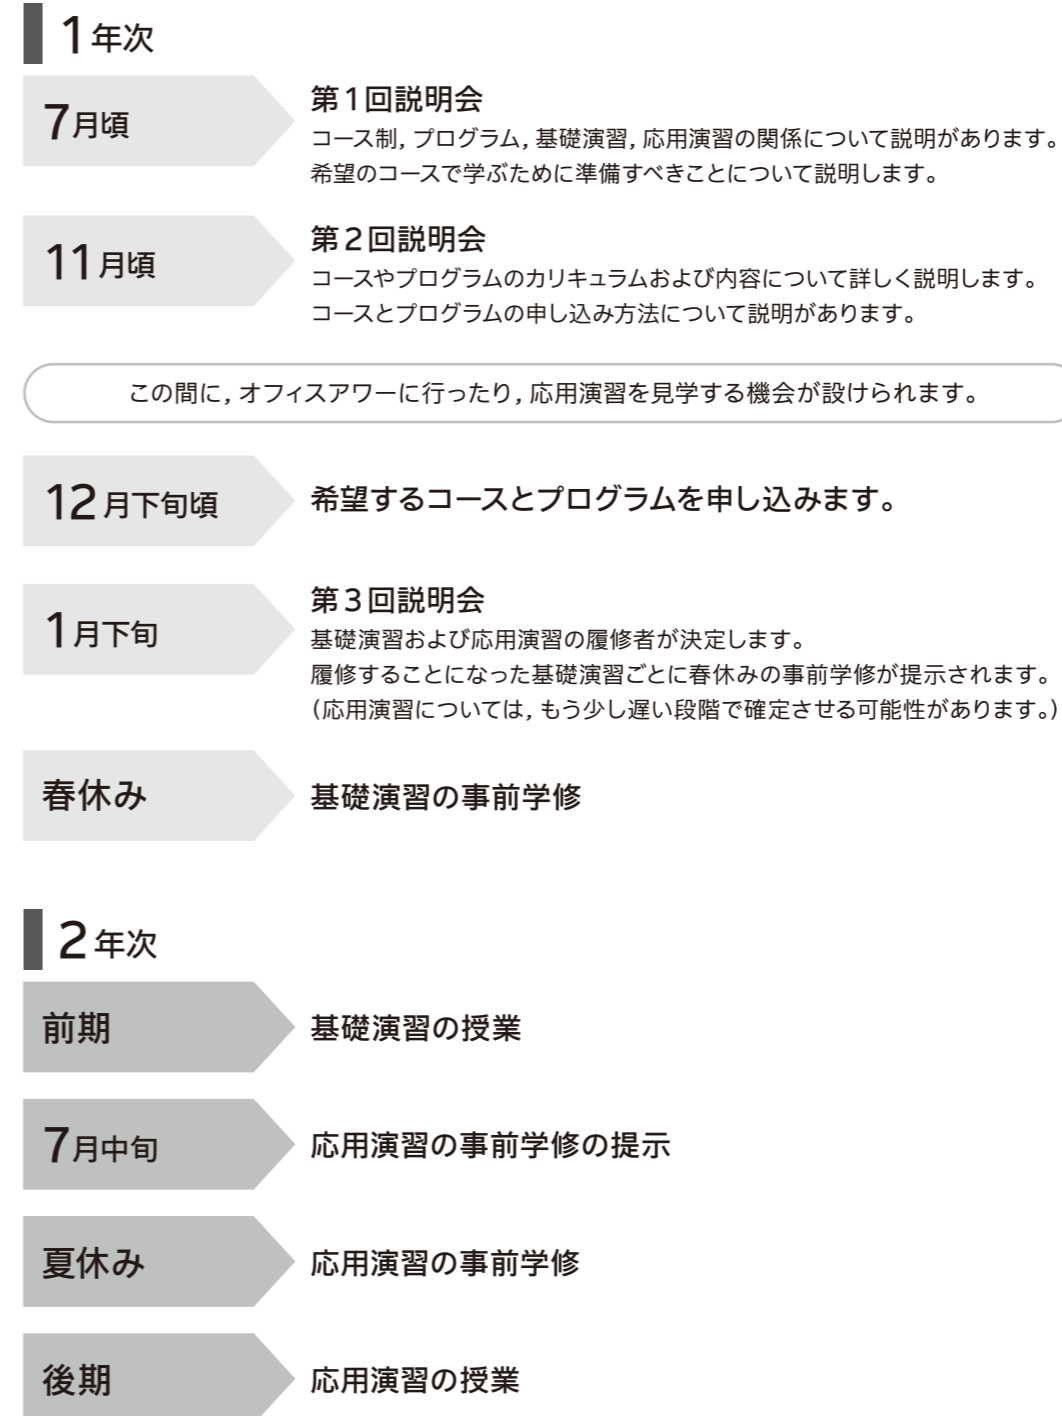 1年次
7月頃
第1回説明会
コース制，プログラム，基礎演習，応用演習の関係について説明があります。
希望のコースで学ぶために準備すべきことについて説明します。
11月頃
第2回説明会
コースやプログラムのカリキュラムおよび内容について詳しく説明します。
コースとプログラムの申し込み方法について説明があります。
この間に，オフィスアワーに行ったり，応用演習を見学する機会が設けられます。
12月下旬頃
希望するコースとプログラムを申し込みます。
1月下旬
第3回説明会
基礎演習および応用演習の履修者が決定します。
履修することになった基礎演習ごとに春休みの事前学修が提示されます。
（応用演習については，もう少し遅い段階で確定させる可能性があります。）
春休み
基礎演習の事前学修
2年次
前期
基礎演習の授業
7月中旬
応用演習の事前学修の提示
夏休み
応用演習の事前学修
後期
応用演習の授業